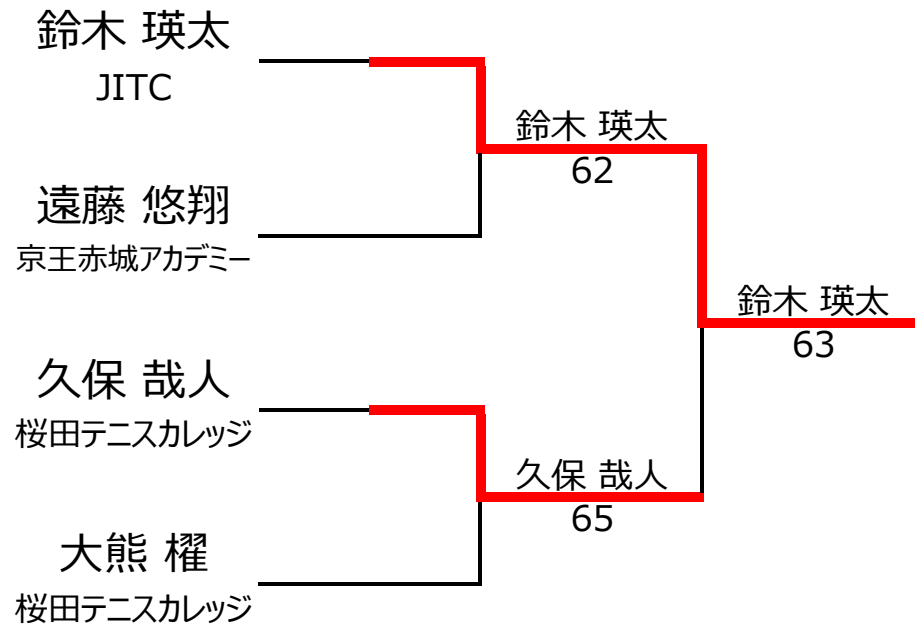 鈴木 瑛太
JITC
鈴木 瑛太
62
遠藤 悠翔
京王赤城アカデミー
鈴木 瑛太
63
久保 哉人
桜田テニスカレッジ
久保 哉人
65
大熊 櫂
桜田テニスカレッジ